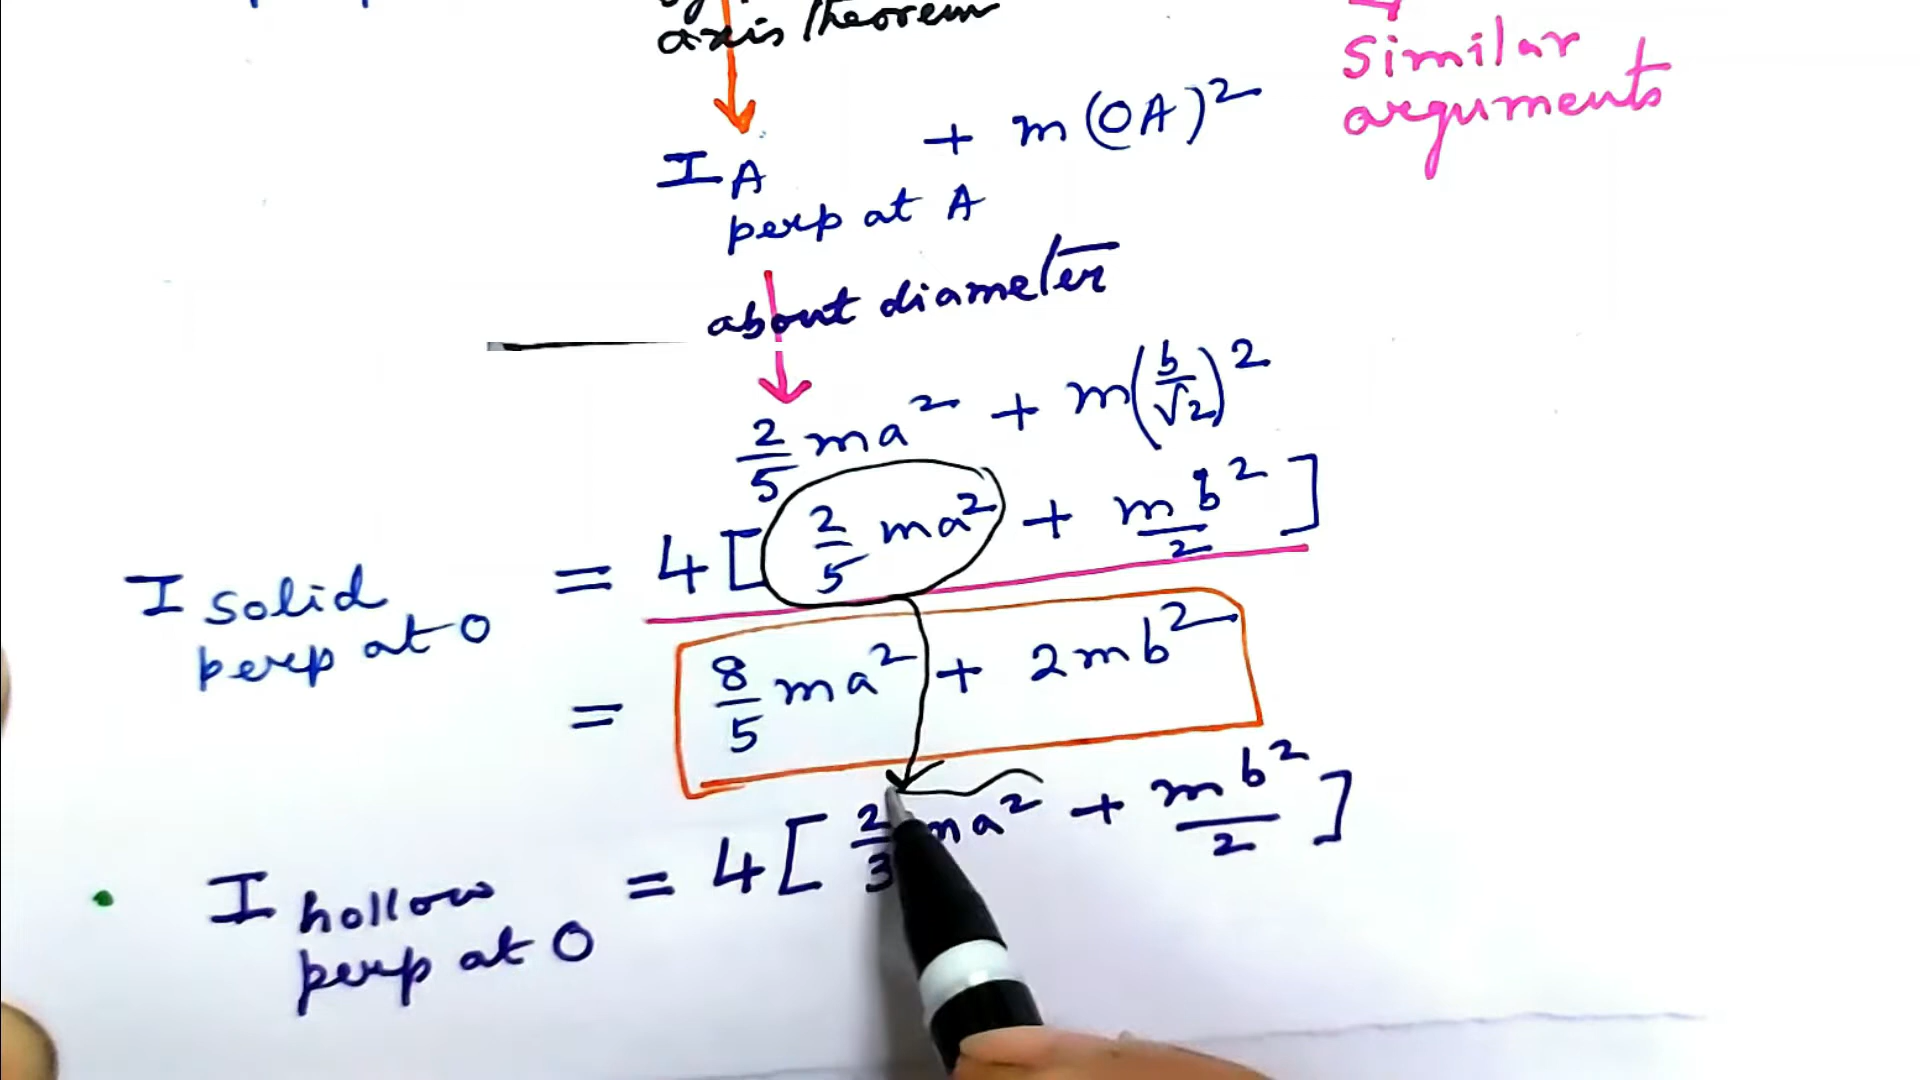 axis Theorem
Similar
arguments
I_A + m(OA)²
perp at A
about diameter
2/5 ma² + m(b/√2)²
I solid perp at O = 4[2/5 ma² + mb²/2]
= 8/5 ma² + 2mb²
I hollow perp at O = 4[2/3 ma² + mb²/2]